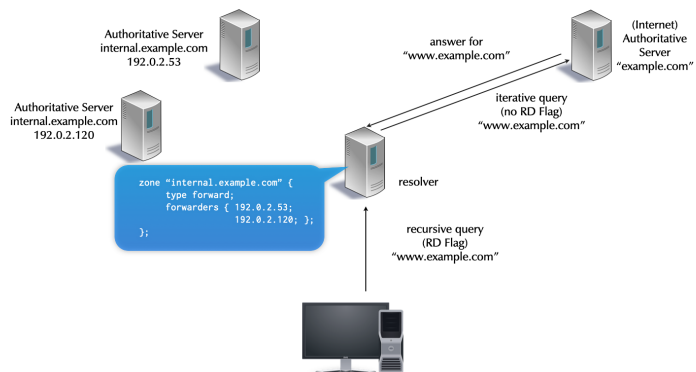 Authoritative Server
internal.example.com
192.0.2.53
Authoritative Server
internal.example.com
192.0.2.120
answer for
“www.example.com”
(Internet)
Authoritative
Server
“example.com”
iterative query
(no RD Flag)
“www.example.com”
zone “internal.example.com” {
type forward;
forwarders { 192.0.2.53;
192.0.2.120; };
};
resolver
recursive query
(RD Flag)
“www.example.com”